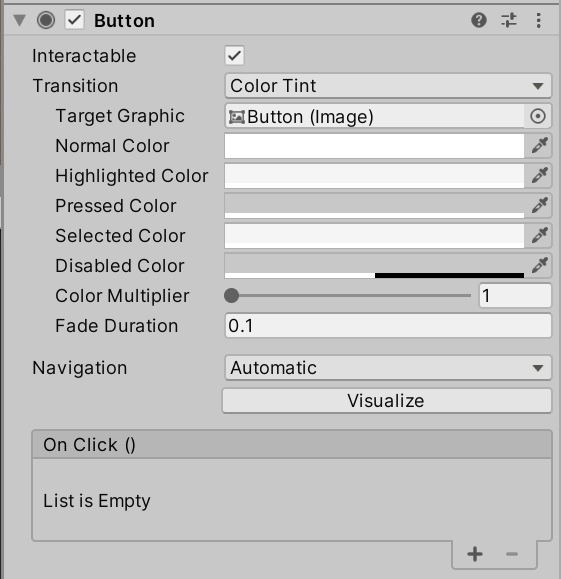 Button
Interactable
Transition Color Tint
Target Graphic Button (Image)
Normal Color
Highlighted Color
Pressed Color
Selected Color
Disabled Color
Color Multiplier 1
Fade Duration 0.1
Navigation Automatic
Visualize
On Click ()
List is Empty